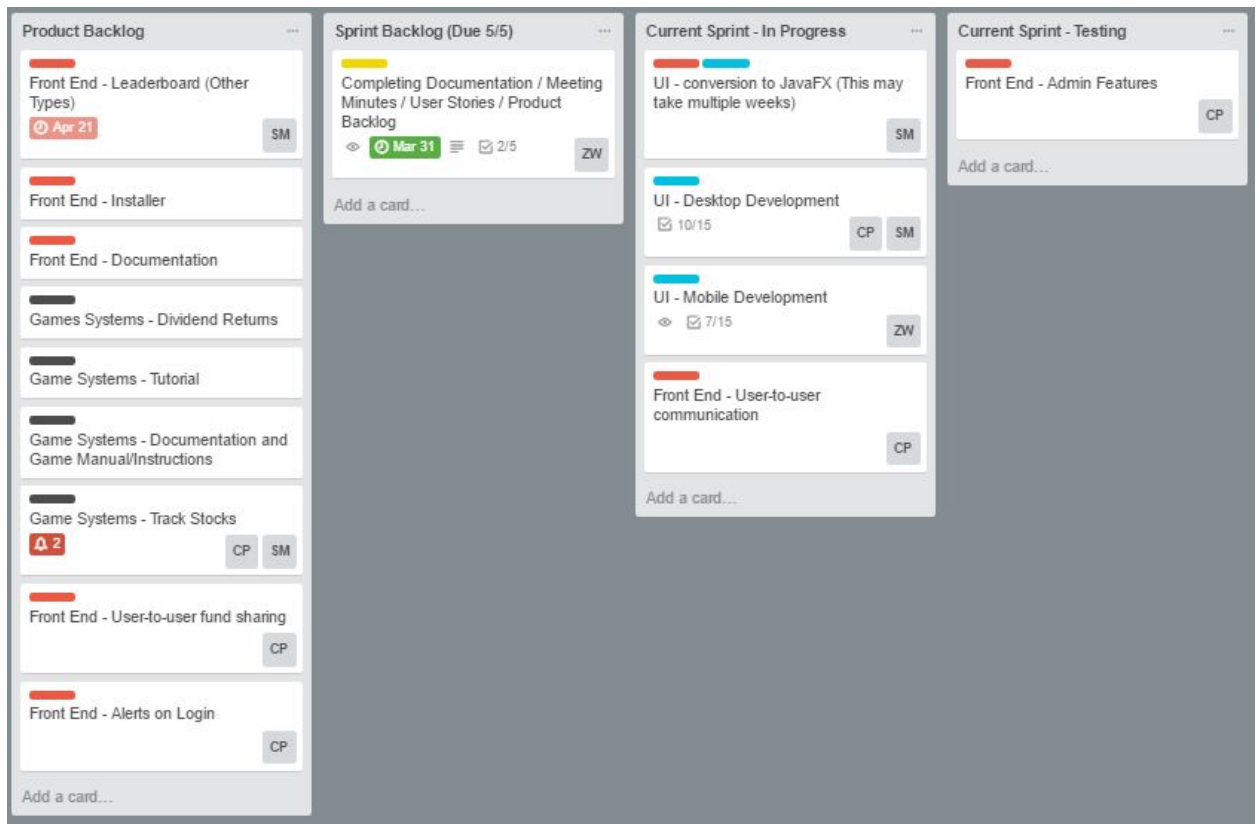 Product Backlog
Front End - Leaderboard (Other
Types)
Apr 21
SM
Front End - Installer
Front End - Documentation
Games Systems - Dividend Returns
Game Systems - Tutorial
Game Systems - Documentation and
Game Manual/Instructions
Game Systems - Track Stocks
2
CP SM
Front End - User-to-user fund sharing
CP
Front End - Alerts on Login
CP
Add a card...
Sprint Backlog (Due 5/5)
Completing Documentation / Meeting
Minutes / User Stories / Product
Backlog
Mar 31 2/5
ZW
Add a card...
Current Sprint - In Progress
UI - conversion to JavaFX (This may
take multiple weeks)
SM
UI - Desktop Development
10/15
CP SM
UI - Mobile Development
7/15
ZW
Front End - User-to-user
communication
CP
Add a card...
Current Sprint - Testing
Front End - Admin Features
CP
Add a card...